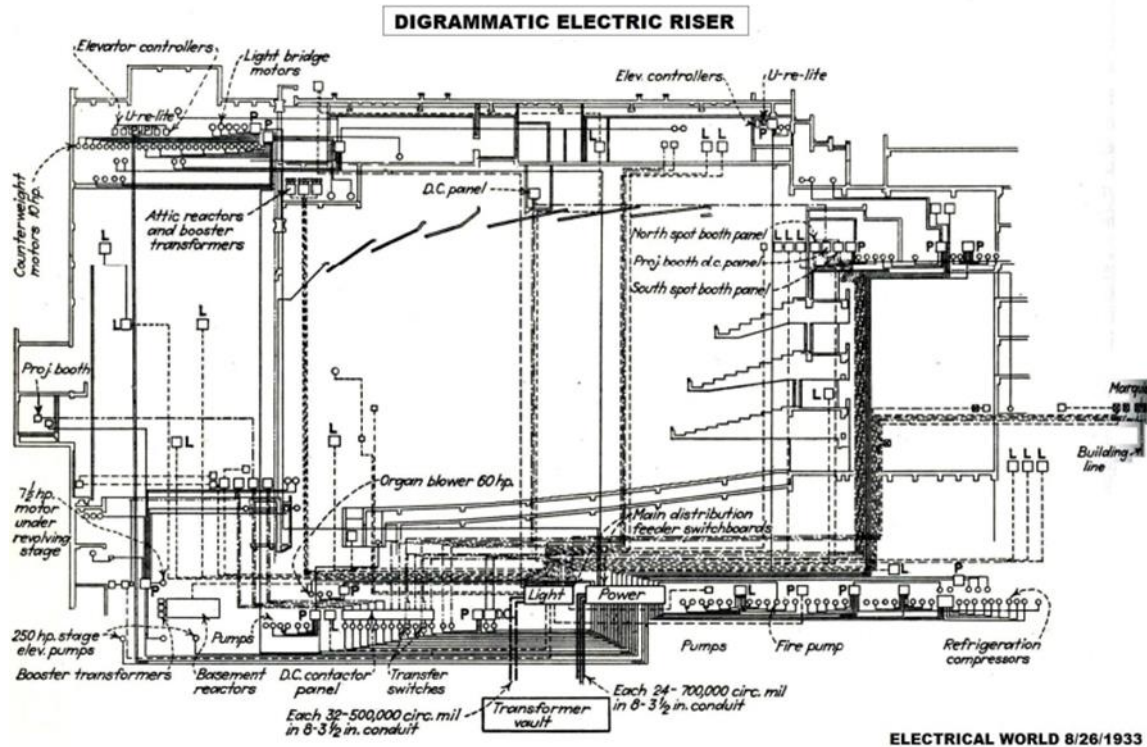 DIGRAMMATIC ELECTRIC RISER
Elevator controllers
Light bridge
motors
Elev. controllers
U-re-lite
U-re-lite
P
P
P
L
L
L
Counterweight
motors 10 hp.
Attic reactors
and booster
transformers
D.C. panel
North spot booth panel
Proj. booth d.c. panel
South spot booth panel
L
L
L
L L L
P
P
P
L
Proj. booth
L
L
L
Building
line
L L L
7½ hp.
motor
under
revolving
stage
Organ blower 60 hp.
Main distribution
feeder switchboards
L
P
Light
Power
P
P
P
L
P
P
250 hp. stage
elev. pumps
Pumps
Pumps
Fire pump
Refrigeration
compressors
Booster transformers
Basement
reactors
D.C. contactor
panel
Transfer
switches
Each 32-500,000 circ. mil
in 8-3½ in. conduit
Transformer
vault
Each 24-700,000 circ. mil
in 8-3½ in. conduit
ELECTRICAL WORLD 8/26/1933